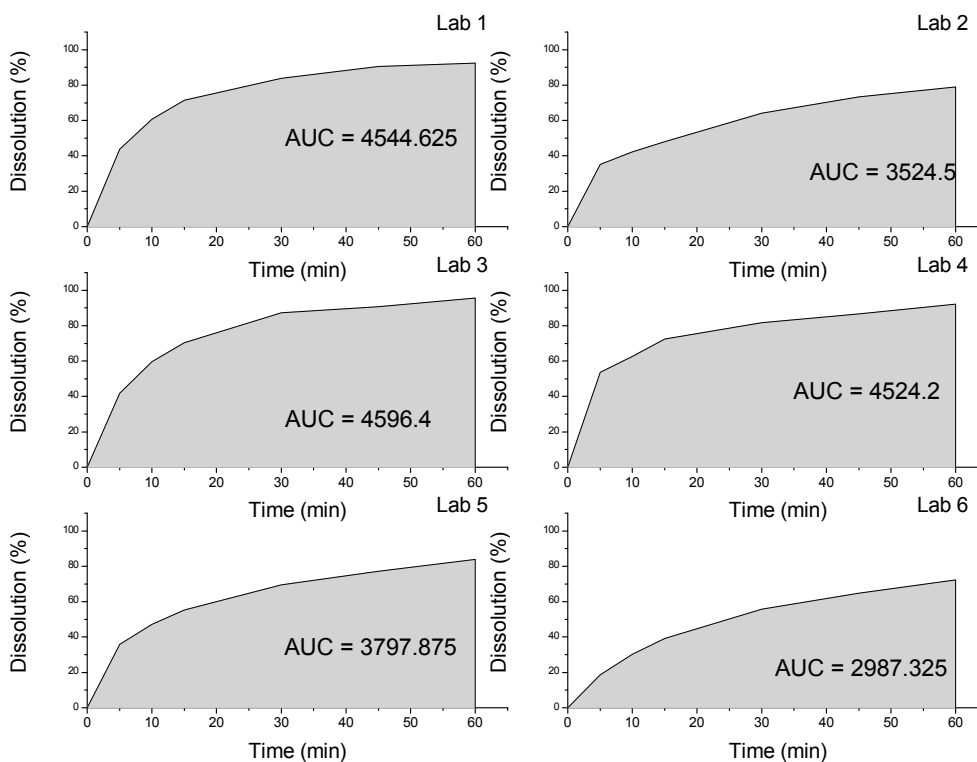 Lab 1
Dissolution (%)
100
80
60
40
20
0
AUC = 4544.625
0 10 20 30 40 50 60
Time (min)
Lab 2
Dissolution (%)
100
80
60
40
20
0
AUC = 3524.5
0 10 20 30 40 50 60
Time (min)
Lab 3
Dissolution (%)
100
80
60
40
20
0
AUC = 4596.4
0 10 20 30 40 50 60
Time (min)
Lab 4
Dissolution (%)
100
80
60
40
20
0
AUC = 4524.2
0 10 20 30 40 50 60
Time (min)
Lab 5
Dissolution (%)
100
80
60
40
20
0
AUC = 3797.875
0 10 20 30 40 50 60
Time (min)
Lab 6
Dissolution (%)
100
80
60
40
20
0
AUC = 2987.325
0 10 20 30 40 50 60
Time (min)